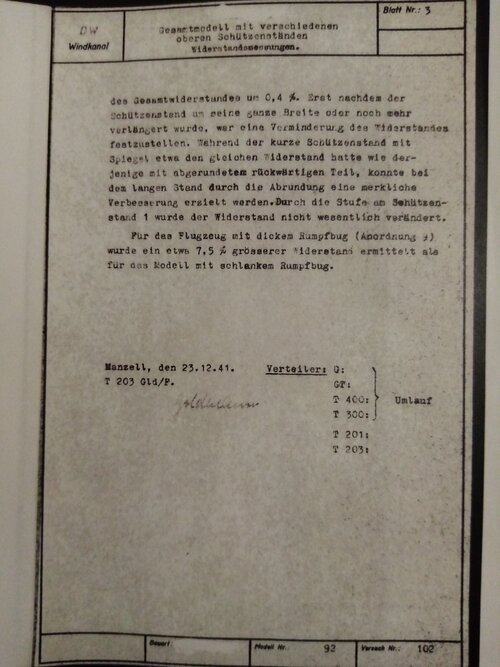 DW
Windkanal
Gesamtmodell mit verschiedenen
oberen Schützenständen
Widerstandsmessungen.
Blatt Nr.: 3
des Gesamtwiderstandes um 0,4 %. Erst nachdem der
Schützenstand um seine ganze Breite oder noch mehr
verlängert wurde, war eine Verminderung des Widerstandes
festzustellen. Während der kurze Schützenstand mit
Spiegel etwa den gleichen Widerstand hatte wie der-
jenige mit abgerundetem rückwärtigen Teil, konnte bei
dem langen Stand durch die Abrundung eine merkliche
Verbesserung erzielt werden. Durch die Stufe am Schützen-
stand 1 wurde der Widerstand nicht wesentlich verändert.
Für das Flugzeug mit dickem Rumpfbug (Anordnung
wurde ein etwa 7,5 % grösserer Widerstand ermittelt als
für das Modell mit schlankem Rumpfbug.
Manzell, den 23.12.41.
T 203 Gld/P.
Verteiler: G:
GT:
T 400:
T 300:
Umlauf
T 201:
T 203:
Bauart:
Modell Nr. 92
Versuch Nr.: 102